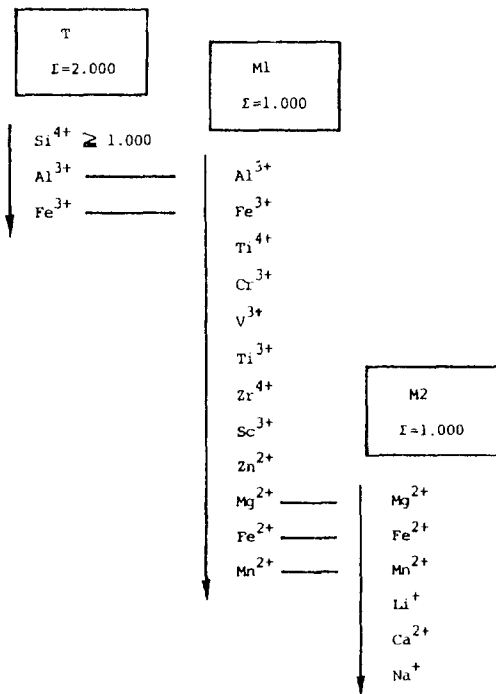 T
Σ=2.000
Si⁴⁺ ≧ 1.000
Al³⁺
Fe³⁺
M1
Σ=1.000
Al³⁺
Fe³⁺
Ti⁴⁺
Cr³⁺
V³⁺
Ti³⁺
Zr⁴⁺
Sc³⁺
Zn²⁺
Mg²⁺
Fe²⁺
Mn²⁺
M2
Σ=1.000
Mg²⁺
Fe²⁺
Mn²⁺
Li⁺
Ca²⁺
Na⁺